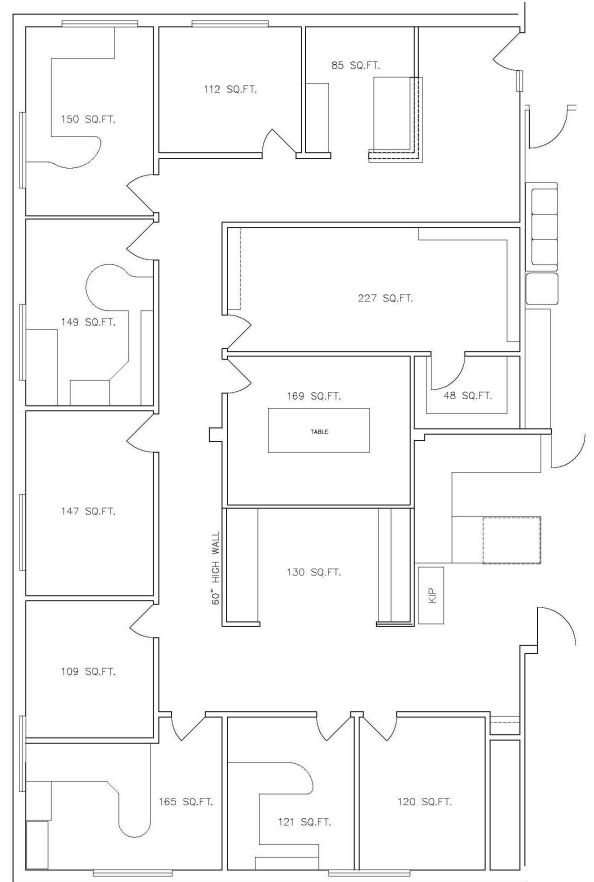 85 SQ.FT.
112 SQ.FT.
150 SQ.FT.
227 SQ.FT.
149 SQ.FT.
169 SQ.FT.
48 SQ.FT.
TABLE
147 SQ.FT.
60" HIGH WALL
130 SQ.FT.
KIP
109 SQ.FT.
165 SQ.FT.
121 SQ.FT.
120 SQ.FT.